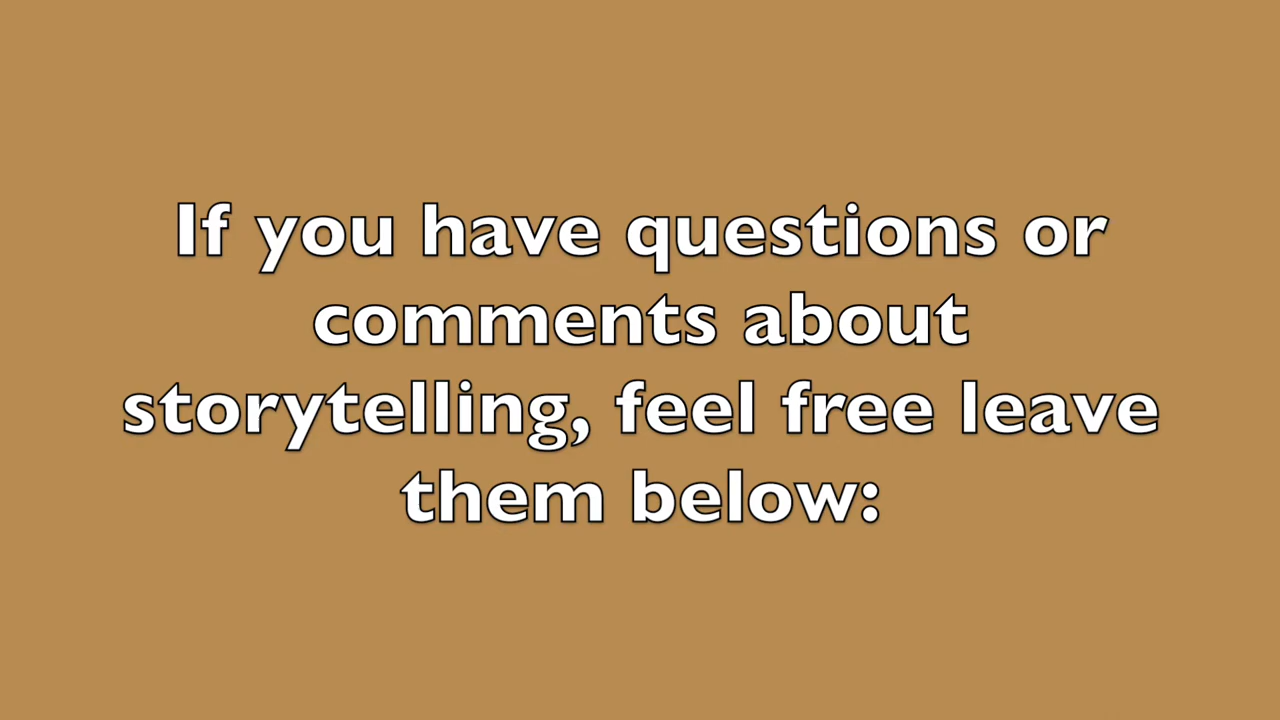 If you have questions or
comments about
storytelling, feel free leave
them below: